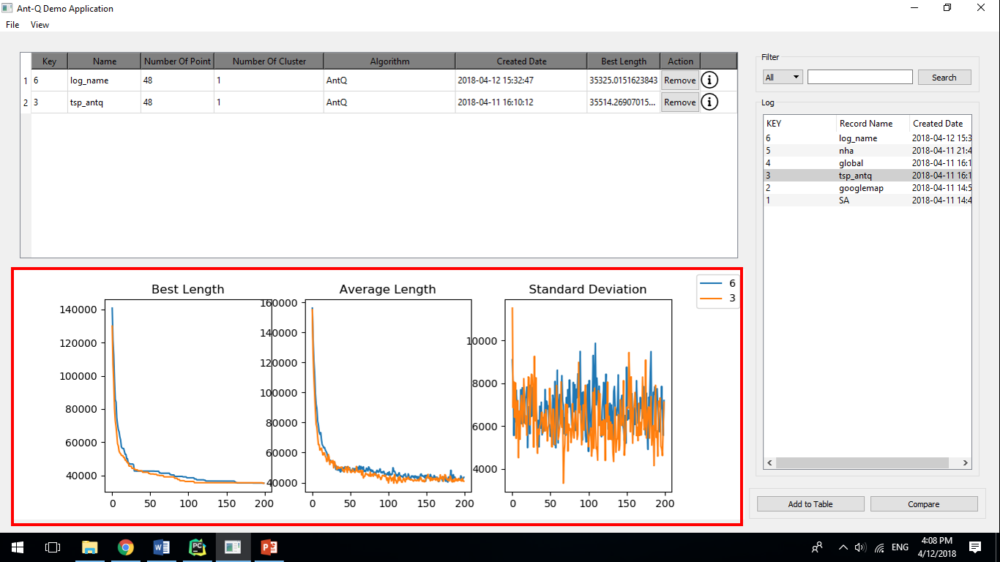 Ant-Q Demo Application
File View
Key Name Number Of Point Number Of Cluster Algorithm Created Date Best Length Action
1 6 log_name 48 1 AntQ 2018-04-12 15:32:47 35325.0151623843 Remove
2 3 tsp_antq 48 1 AntQ 2018-04-11 16:10:12 35514.26907015... Remove
Filter
All Search
Log
KEY Record Name Created Date
6 log_name 2018-04-12 15:3
5 nha 2018-04-11 21:4
4 global 2018-04-11 16:1
3 tsp_antq 2018-04-11 16:1
2 googlemap 2018-04-11 14:5
1 SA 2018-04-11 14:4
Add to Table Compare
Best Length
140000
120000
100000
80000
60000
40000
0 50 100 150 200
Average Length
160000
140000
120000
100000
80000
60000
40000
0 50 100 150 200
Standard Deviation
10000
8000
6000
4000
0 50 100 150 200
6
3
ENG
4:08 PM
4/12/2018